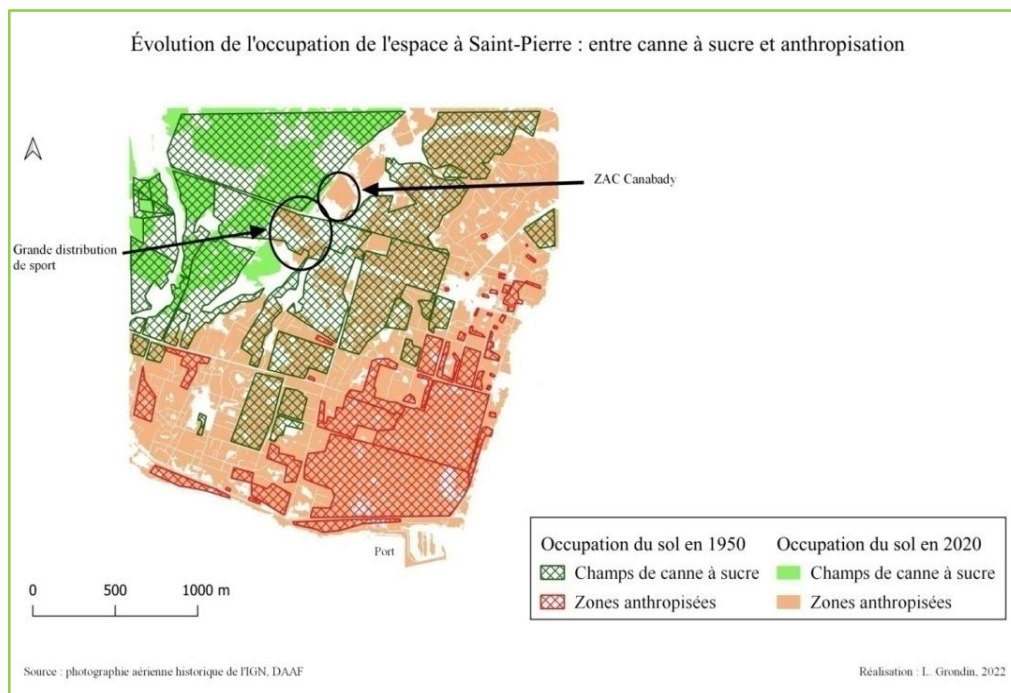 Évolution de l'occupation de l'espace à Saint-Pierre : entre canne à sucre et anthropisation
ZAC Canabady
Grande distribution
de sport
Port
Occupation du sol en 1950
Champs de canne à sucre
Zones anthropisées
Occupation du sol en 2020
Champs de canne à sucre
Zones anthropisées
0 500 1000 m
Source : photographie aérienne historique de l'IGN, DAAF
Réalisation : L. Grondin, 2022